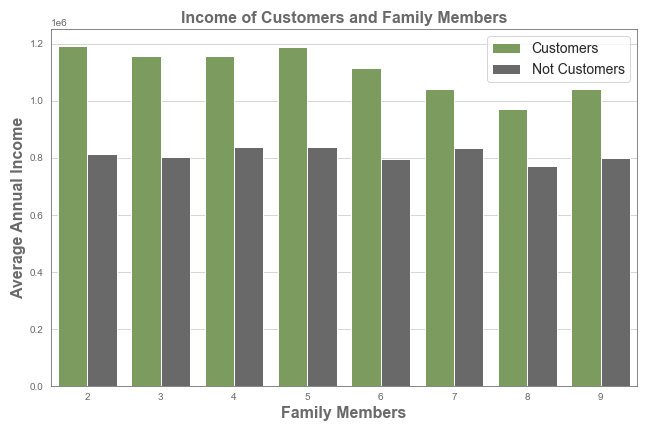 Income of Customers and Family Members
1e6
1.2
1.0
0.8
0.6
0.4
0.2
0.0
Average Annual Income
Customers
Not Customers
2 3 4 5 6 7 8 9
Family Members